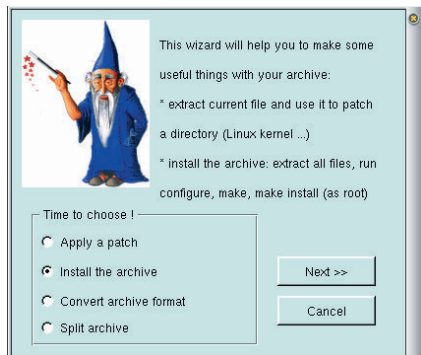 This wizard will help you to make some
useful things with your archive:
* extract current file and use it to patch
a directory (Linux kernel ...)
* install the archive: extract all files, run
configure, make, make install (as root)
Time to choose !
Apply a patch
Install the archive
Convert archive format
Split archive
Next >>
Cancel